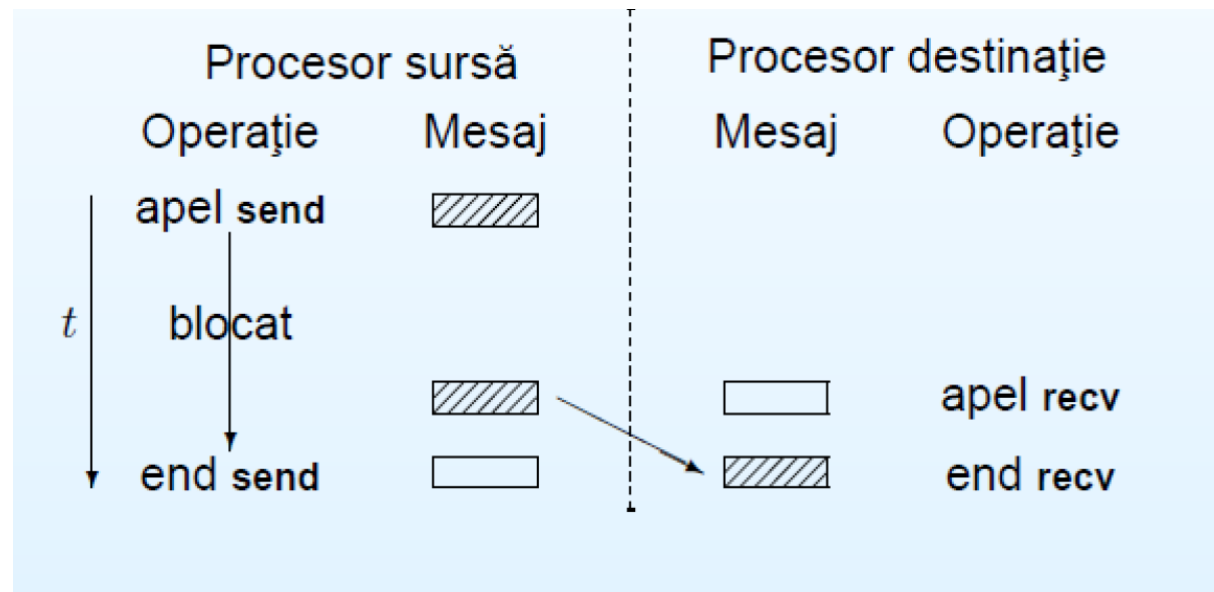 Procesor sursă Procesor destinaţie
Operaţie Mesaj Mesaj Operaţie
apel send
t blocat
apel recv
end send end recv